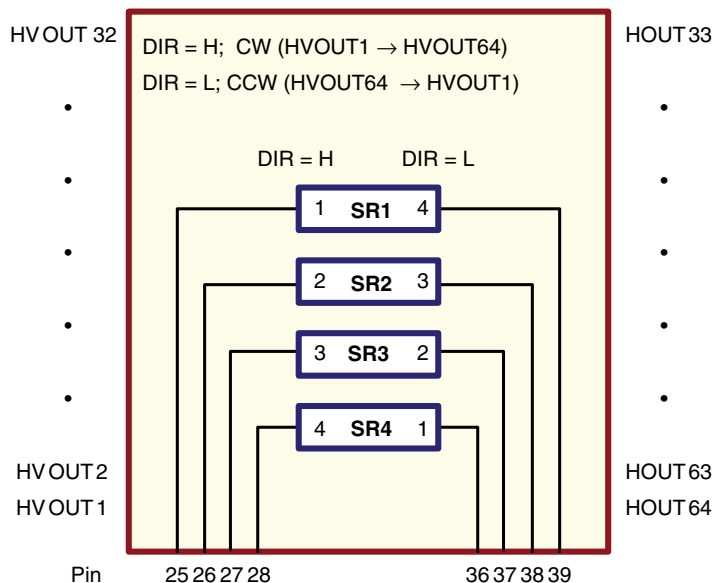 HV OUT 32
HOUT 33
DIR = H; CW (HVOUT1 → HVOUT64)
DIR = L; CCW (HVOUT64 → HVOUT1)
DIR = H DIR = L
1 SR1 4
2 SR2 3
3 SR3 2
4 SR4 1
HV OUT 2
HOUT 63
HV OUT 1
HOUT 64
Pin 25 26 27 28 36 37 38 39